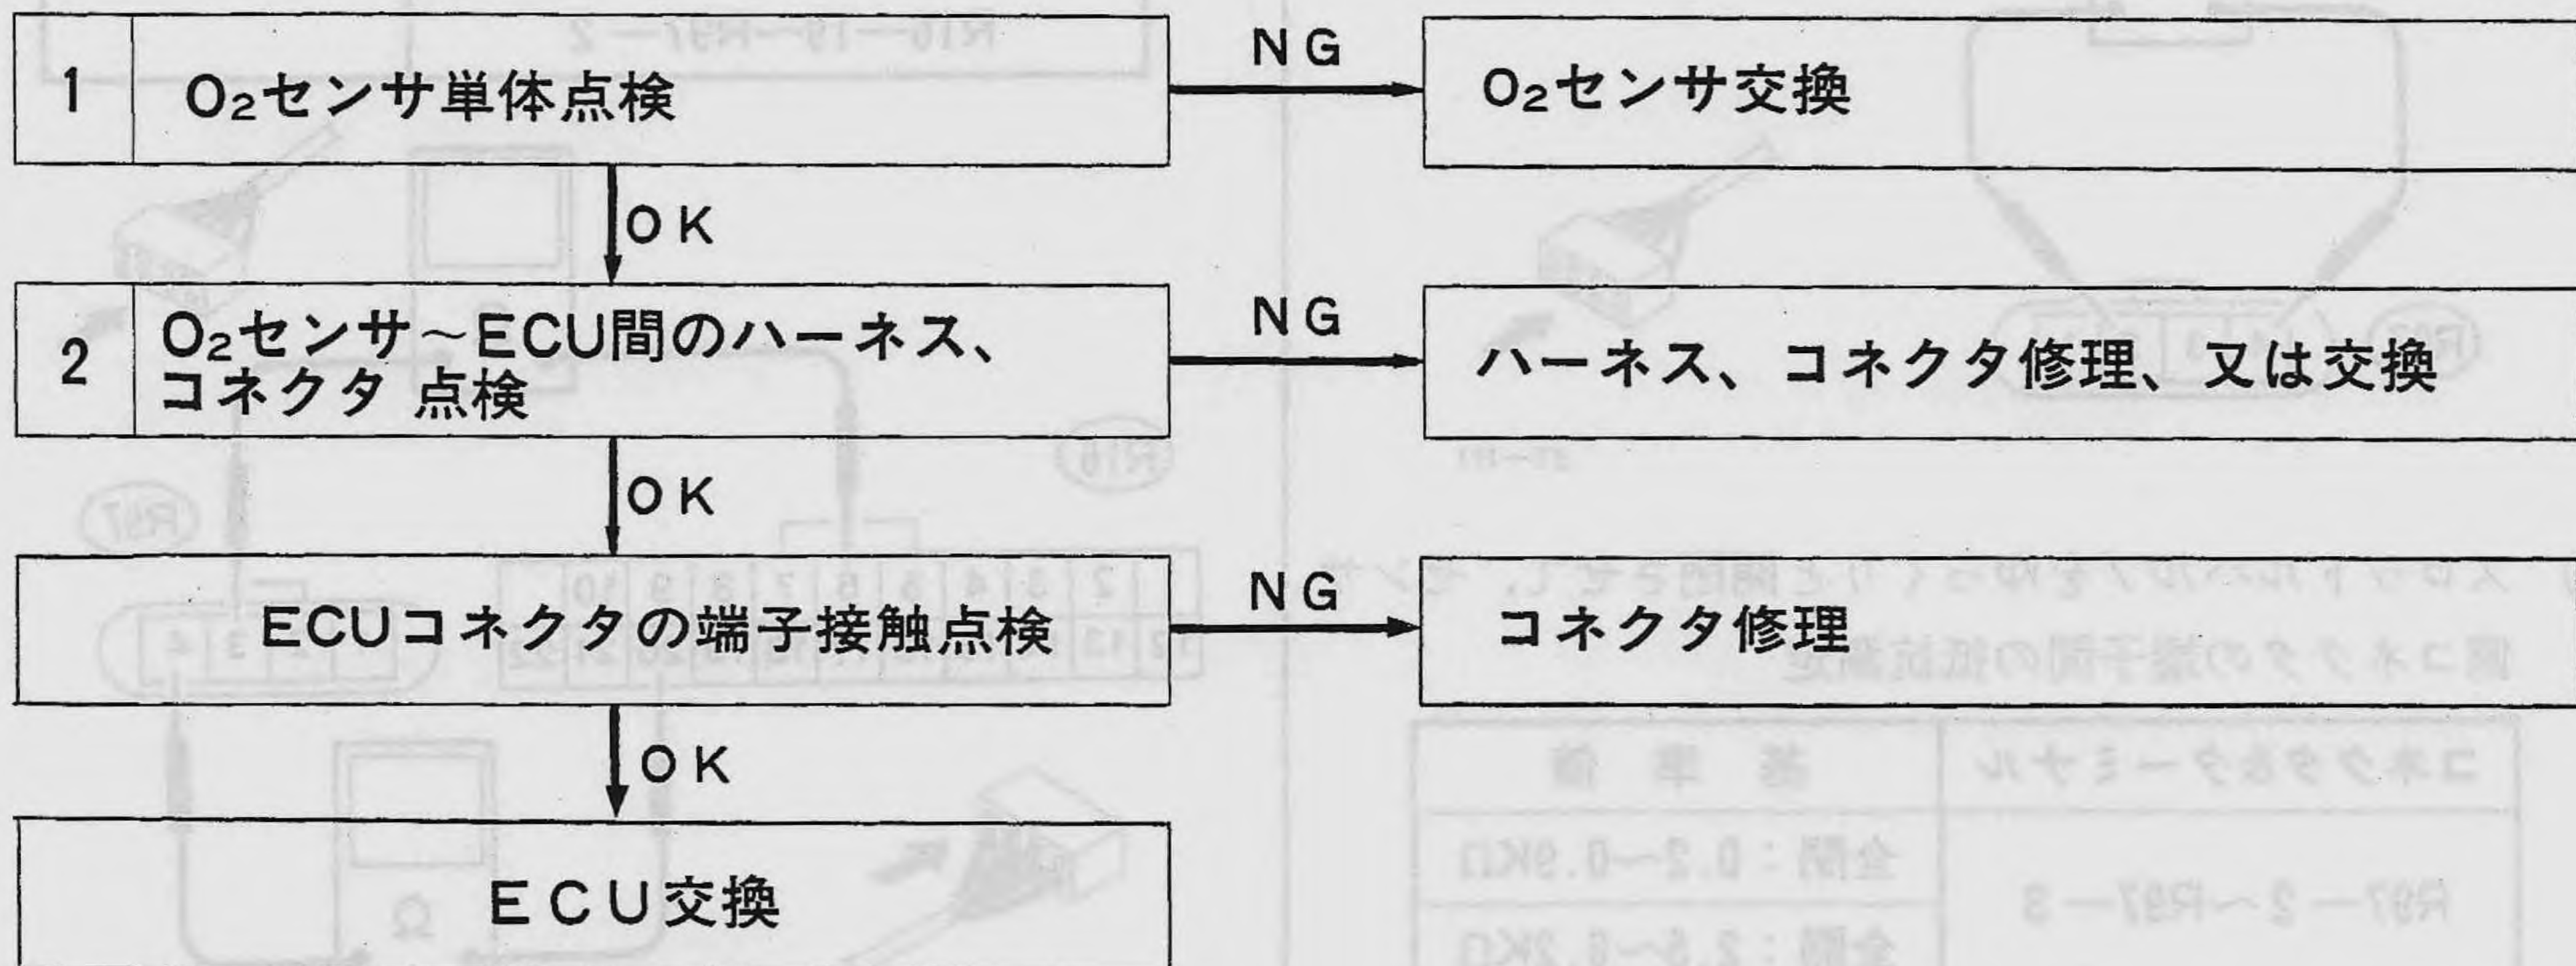 1
O₂センサ単体点検
NG
O₂センサ交換
OK
2
O₂センサ～ECU間のハーネス、
コネクタ 点検
NG
ハーネス、コネクタ修理、又は交換
OK
ECUコネクタの端子接触点検
NG
コネクタ修理
OK
ECU交換